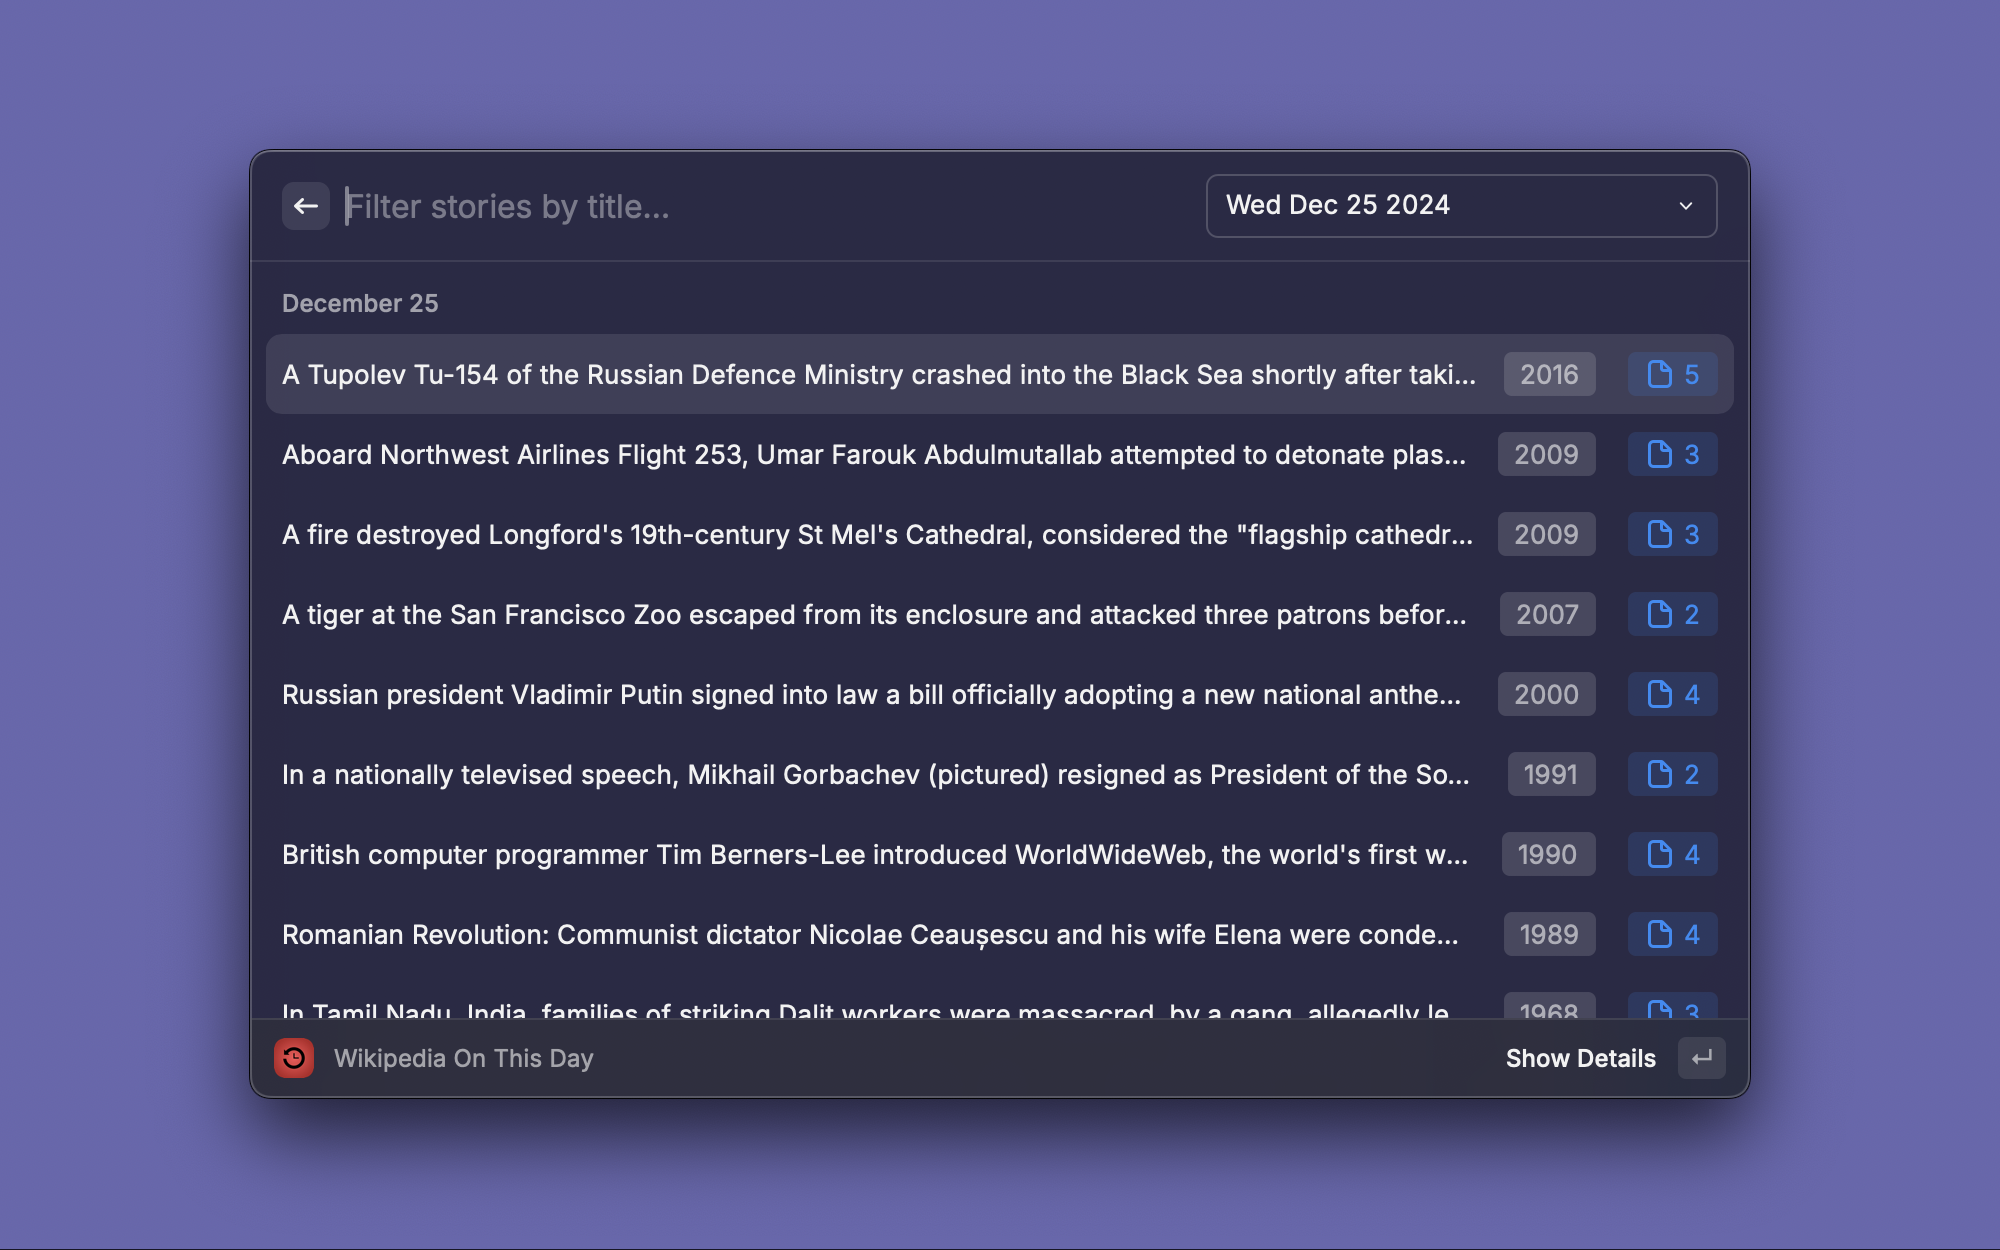 Filter stories by title...
Wed Dec 25 2024
December 25
A Tupolev Tu-154 of the Russian Defence Ministry crashed into the Black Sea shortly after taki... 2016 5
Aboard Northwest Airlines Flight 253, Umar Farouk Abdulmutallab attempted to detonate plas... 2009 3
A fire destroyed Longford's 19th-century St Mel's Cathedral, considered the "flagship cathedr... 2009 3
A tiger at the San Francisco Zoo escaped from its enclosure and attacked three patrons befor... 2007 2
Russian president Vladimir Putin signed into law a bill officially adopting a new national anthe... 2000 4
In a nationally televised speech, Mikhail Gorbachev (pictured) resigned as President of the So... 1991 2
British computer programmer Tim Berners-Lee introduced WorldWideWeb, the world's first w... 1990 4
Romanian Revolution: Communist dictator Nicolae Ceaușescu and his wife Elena were conde... 1989 4
In Tamil Nadu, India, families of striking Dalit workers were massacred, by a gang, allegedly le... 1968 3
Wikipedia On This Day
Show Details